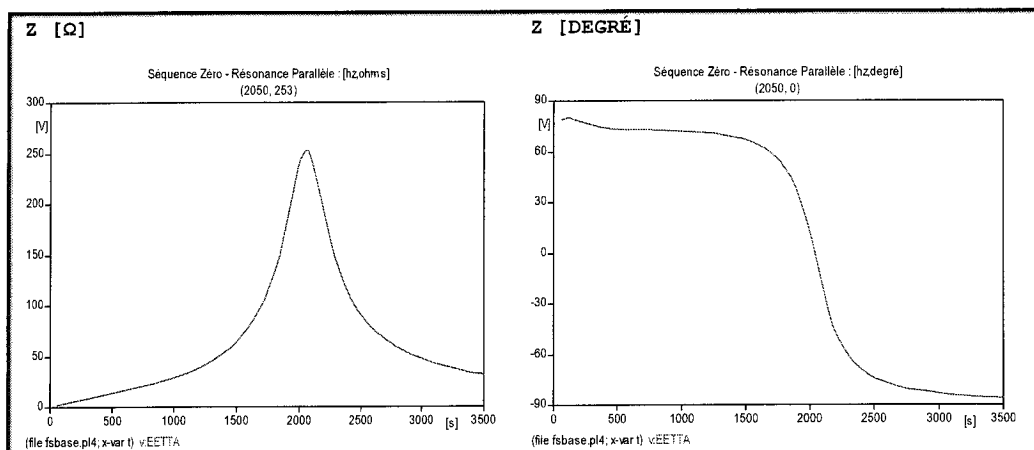 Z [Ω]
Séquence Zéro - Résonance Parallèle : [hz,ohms]
(2050, 253)
300
[V]
250
200
150
100
50
0
0 500 1000 1500 2000 2500 3000 [s] 3500
(file fsbase.pl4; x-var t) v:EETTA
Z [DEGRÉ]
Séquence Zéro - Résonance Parallèle : [hz,degré]
(2050, 0)
90
[V]
60
30
0
-30
-60
-90
0 500 1000 1500 2000 2500 3000 [s] 3500
(file fsbase.pl4; x-var t) v:EETTA